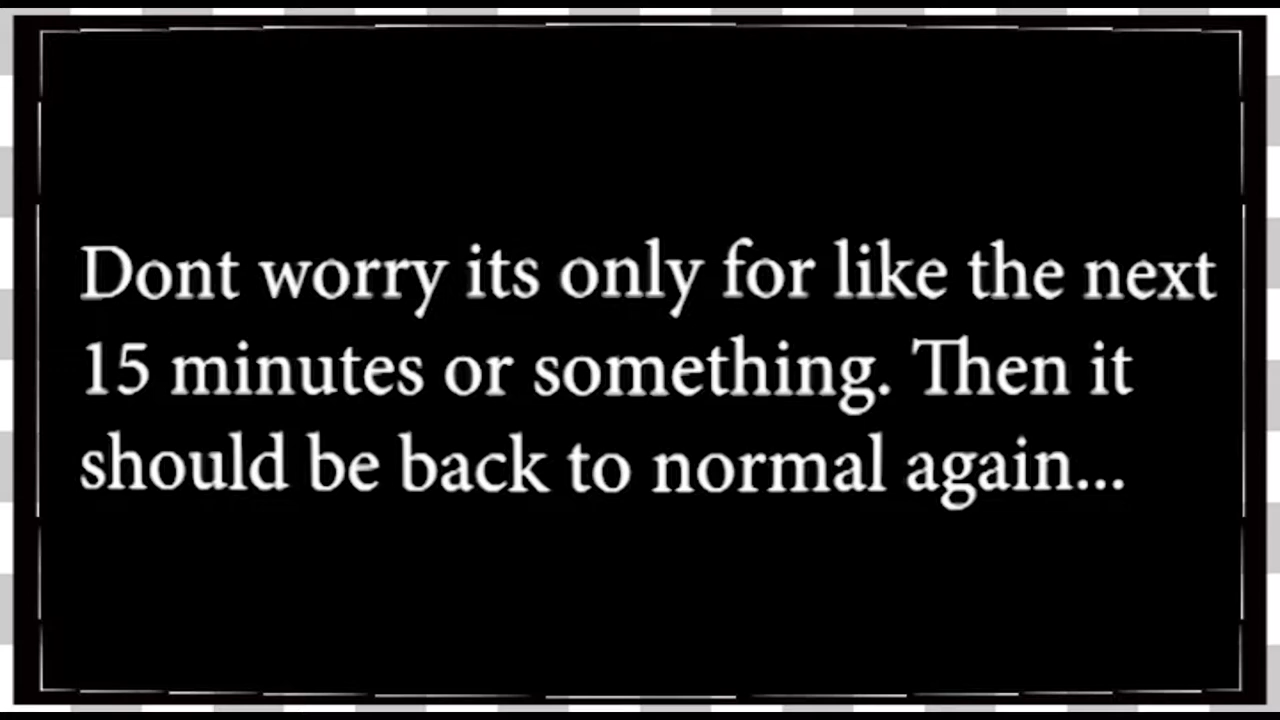 Dont worry its only for like the next
15 minutes or something. Then it
should be back to normal again...